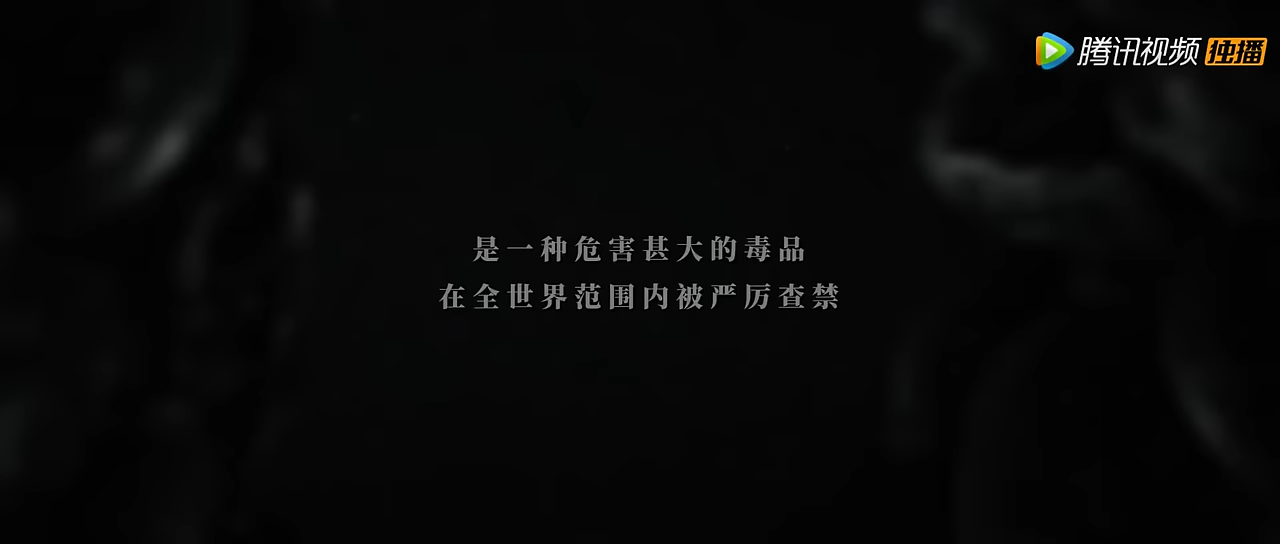 腾讯视频 独播
是一种危害甚大的毒品
在全世界范围内被严厉查禁